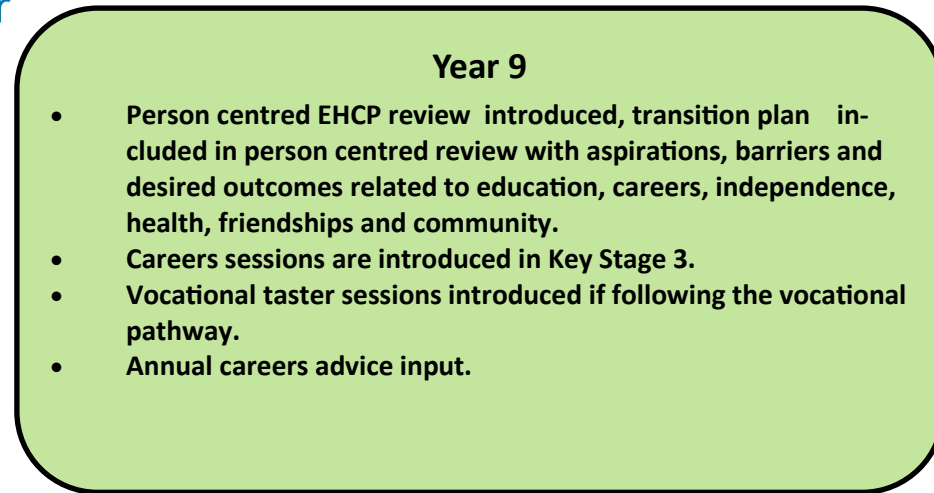 Year 9
• Person centred EHCP review introduced, transition plan in-
cluded in person centred review with aspirations, barriers and
desired outcomes related to education, careers, independence,
health, friendships and community.
• Careers sessions are introduced in Key Stage 3.
• Vocational taster sessions introduced if following the vocational
pathway.
• Annual careers advice input.